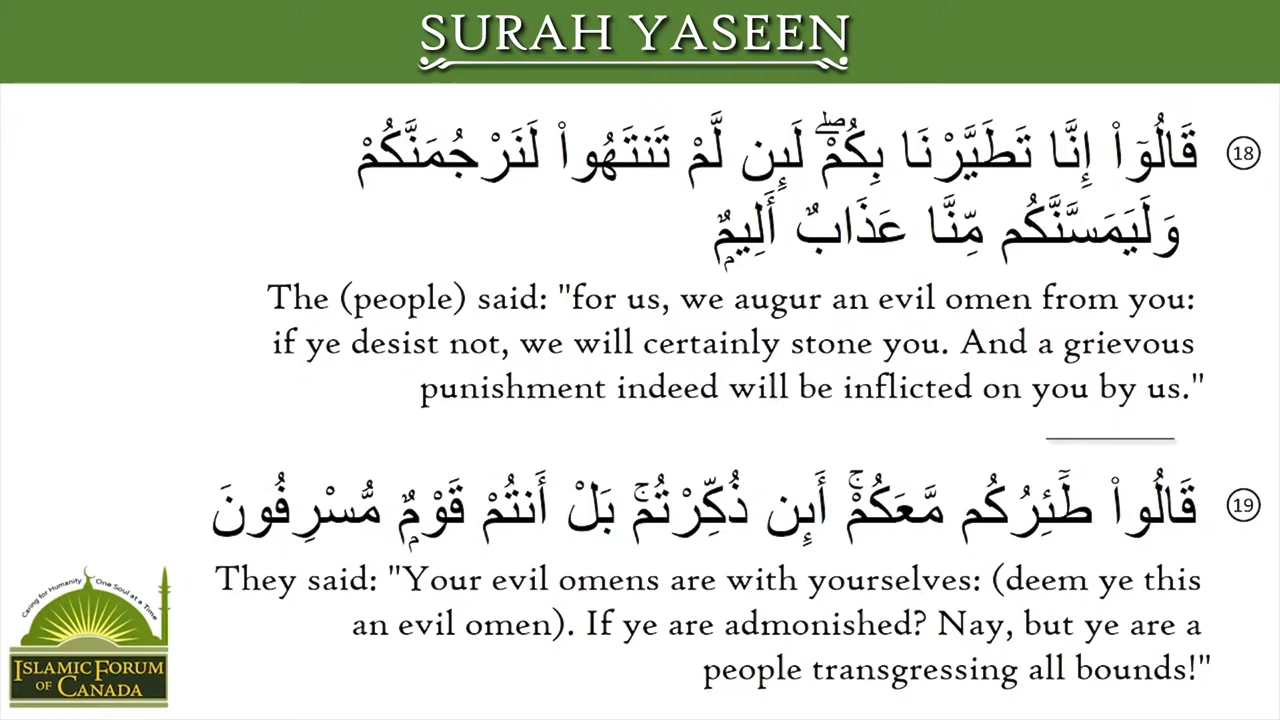 SURAH YASEEN
قَالُوٓا۟ إِنَّا تَطَيَّرْنَا بِكُمْ ۖ لَئِن لَّمْ تَنتَهُوا۟ لَنَرْجُمَنَّكُمْ 18
وَلَيَمَسَّنَّكُم مِّنَّا عَذَابٌ أَلِيمٌۭ
The (people) said: "for us, we augur an evil omen from you:
if ye desist not, we will certainly stone you. And a grievous
punishment indeed will be inflicted on you by us."
قَالُوا۟ طَـٰٓئِرُكُم مَّعَكُمْ ۚ أَئِن ذُكِّرْتُم ۚ بَلْ أَنتُمْ قَوْمٌۭ مُّسْرِفُونَ 19
They said: "Your evil omens are with yourselves: (deem ye this
an evil omen). If ye are admonished? Nay, but ye are a
people transgressing all bounds!"
Caring for Humanity One Soul at a Time
ISLAMIC FORUM
OF CANADA